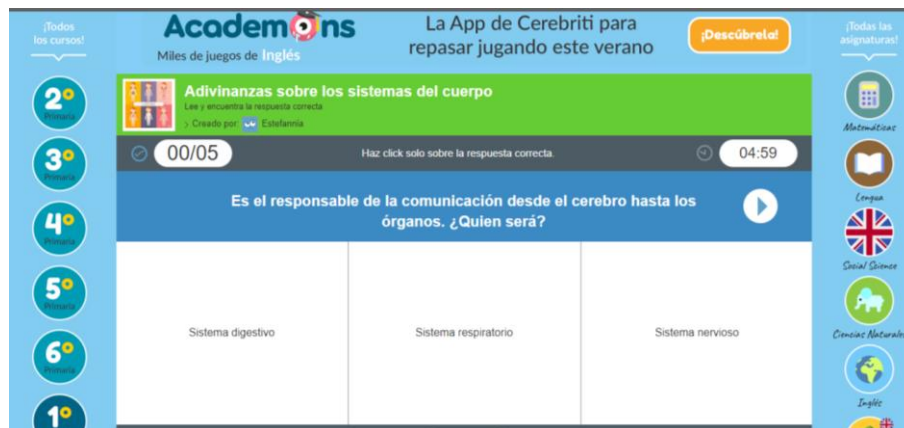 ¡Todos
los cursos!
Academons
Miles de juegos de Inglés
La App de Cerebriti para
repasar jugando este verano
¡Descúbrela!
¡Todas las
asignaturas!
2º
Primaria
3º
Primaria
4º
Primaria
5º
Primaria
6º
Primaria
1º
Adivinanzas sobre los sistemas del cuerpo
Lee y encuentra la respuesta correcta
> Creado por: Estefannia
00/05
Haz click solo sobre la respuesta correcta.
04:59
Es el responsable de la comunicación desde el cerebro hasta los
órganos. ¿Quien será?
Sistema digestivo
Sistema respiratorio
Sistema nervioso
Matemáticas
Lengua
Social Science
Ciencias Naturales
Inglés